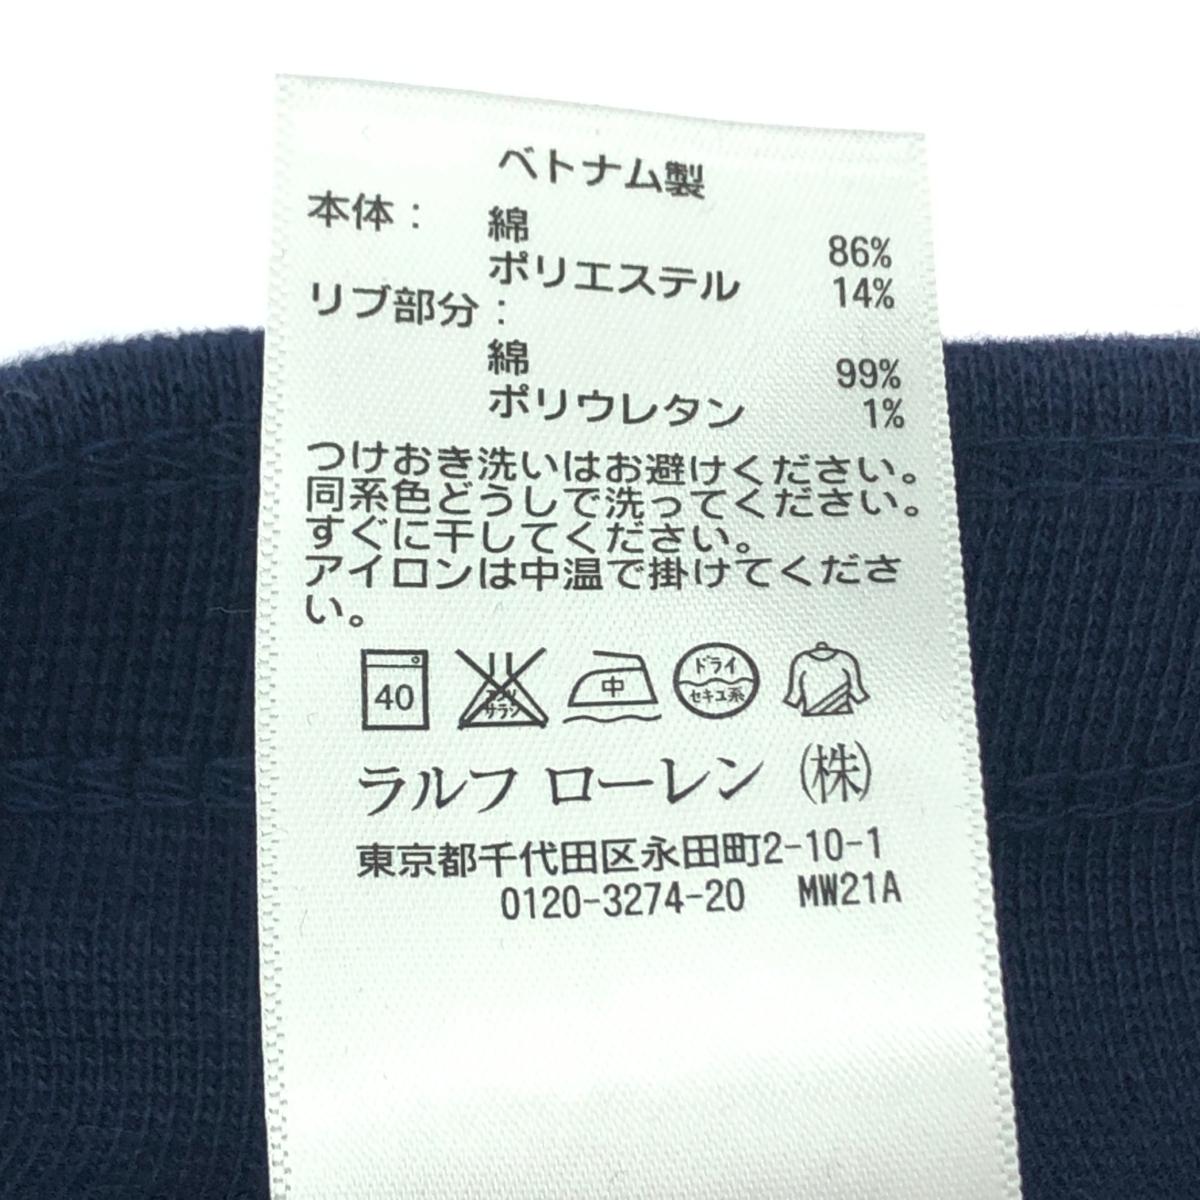 ベトナム製
本体: 綿 86%
ポリエステル 14%
リブ部分:
綿 99%
ポリウレタン 1%
つけおき洗いはお避けください。
同系色どうしで洗ってください。
すぐに干してください。
アイロンは中温で掛けてくださ
い。
40 エンソ サラシ 中 ドライ セキユ系
ラルフ ローレン (株)
東京都千代田区永田町2-10-1
0120-3274-20 MW21A